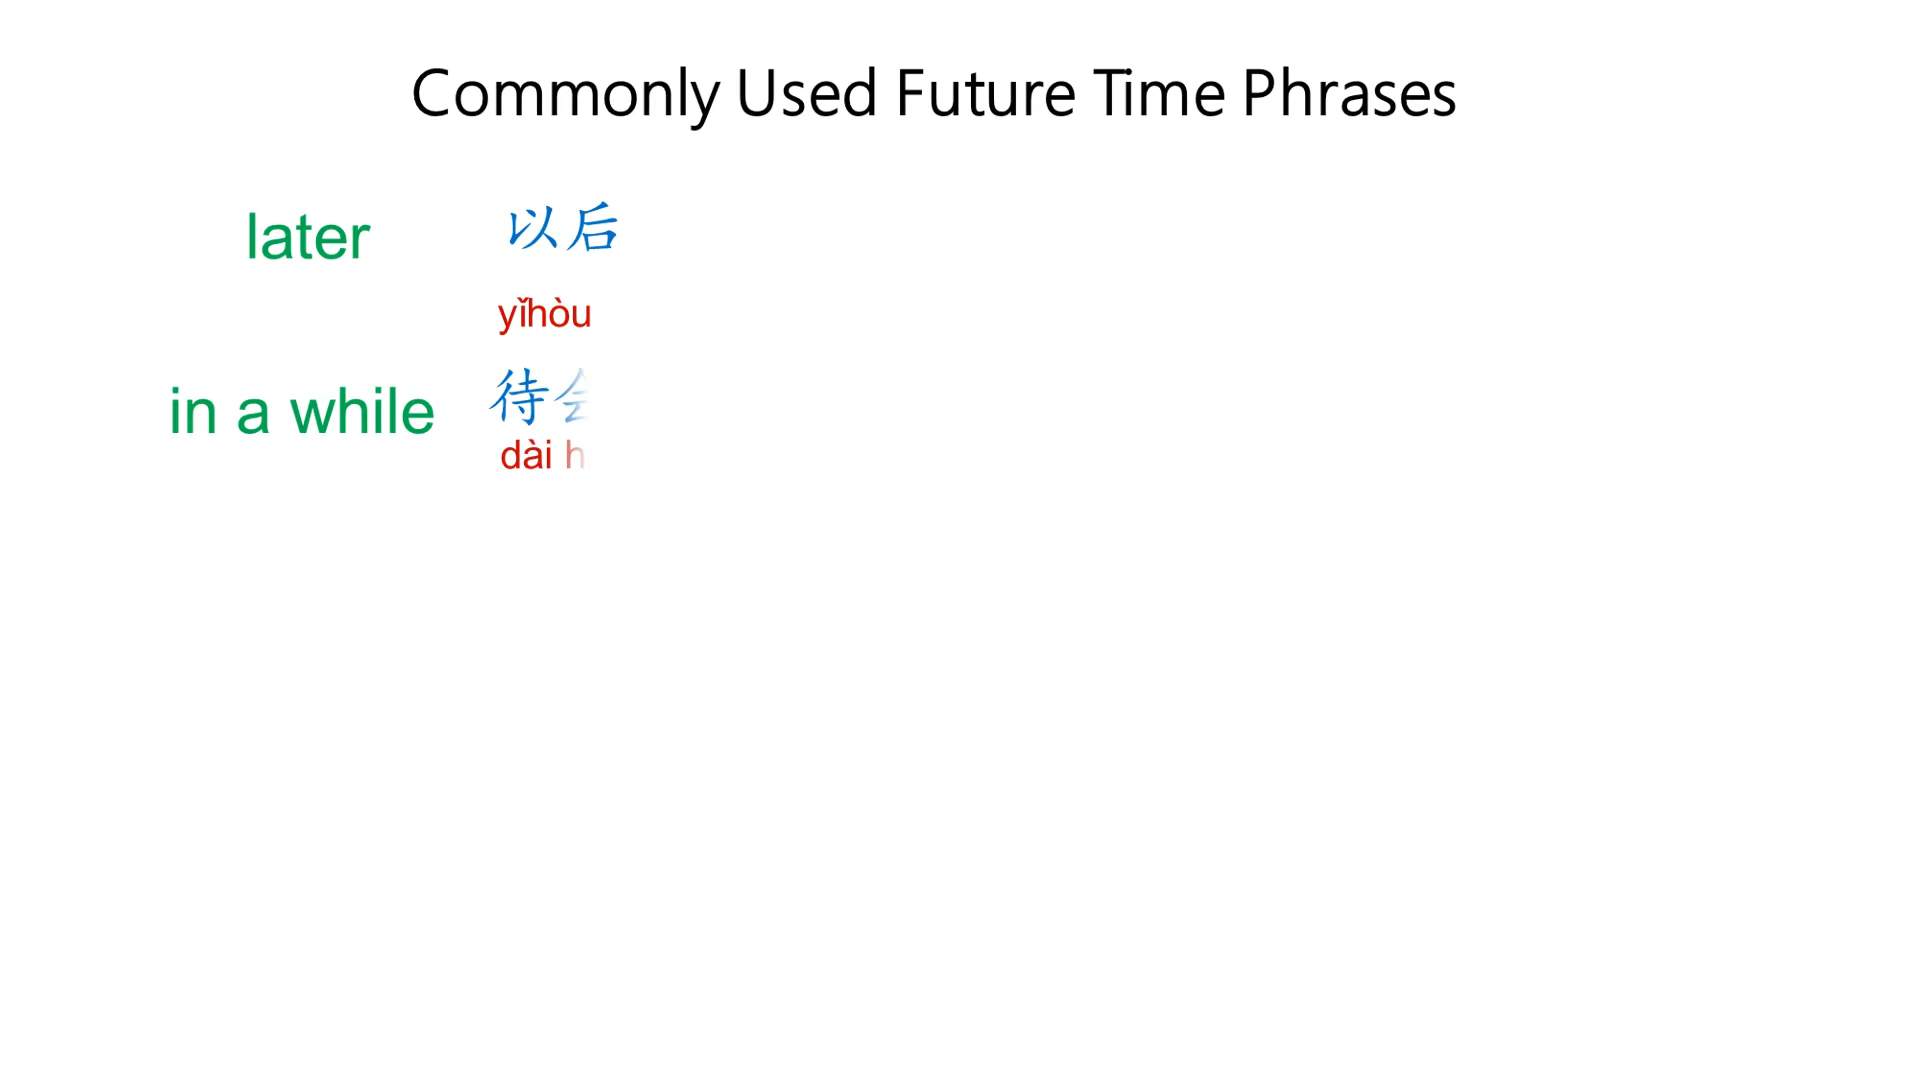 Commonly Used Future Time Phrases
later 以后
yǐhòu
in a while 待
dài